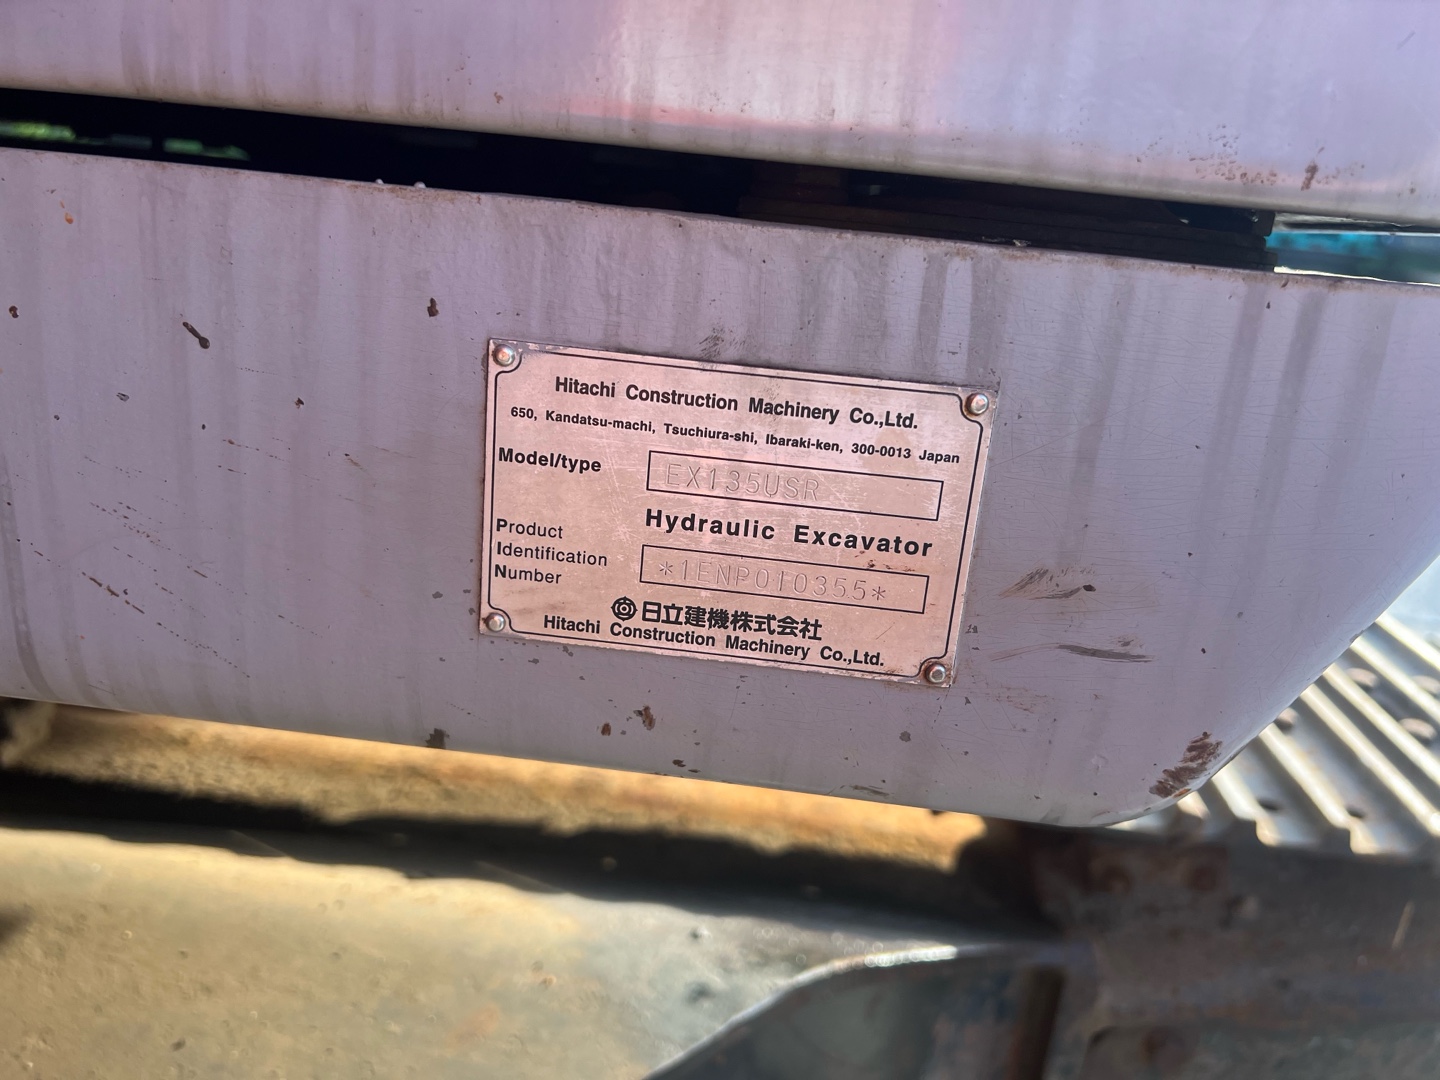 Hitachi Construction Machinery Co.,Ltd.
650, Kandatsu-machi, Tsuchiura-shi, Ibaraki-ken, 300-0013 Japan
Model/type EX135USR
Hydraulic Excavator
Product
Identification
Number *1ENP010355*
日立建機株式会社
Hitachi Construction Machinery Co.,Ltd.